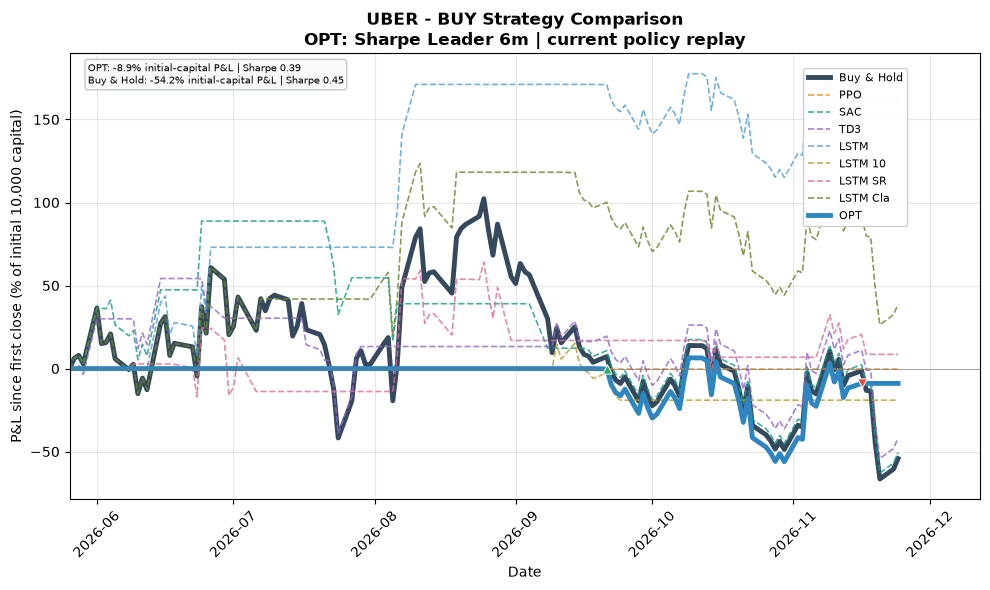 UBER - BUY Strategy Comparison
OPT: Sharpe Leader 6m | current policy replay
OPT: -8.9% initial-capital P&L | Sharpe 0.39
Buy & Hold: -54.2% initial-capital P&L | Sharpe 0.45
Buy & Hold
PPO
SAC
TD3
LSTM
LSTM 10
LSTM SR
LSTM Cla
OPT
P&L since first close (% of initial 10,000 capital)
150
100
50
0
−50
2026-06
2026-07
2026-08
2026-09
2026-10
2026-11
2026-12
Date